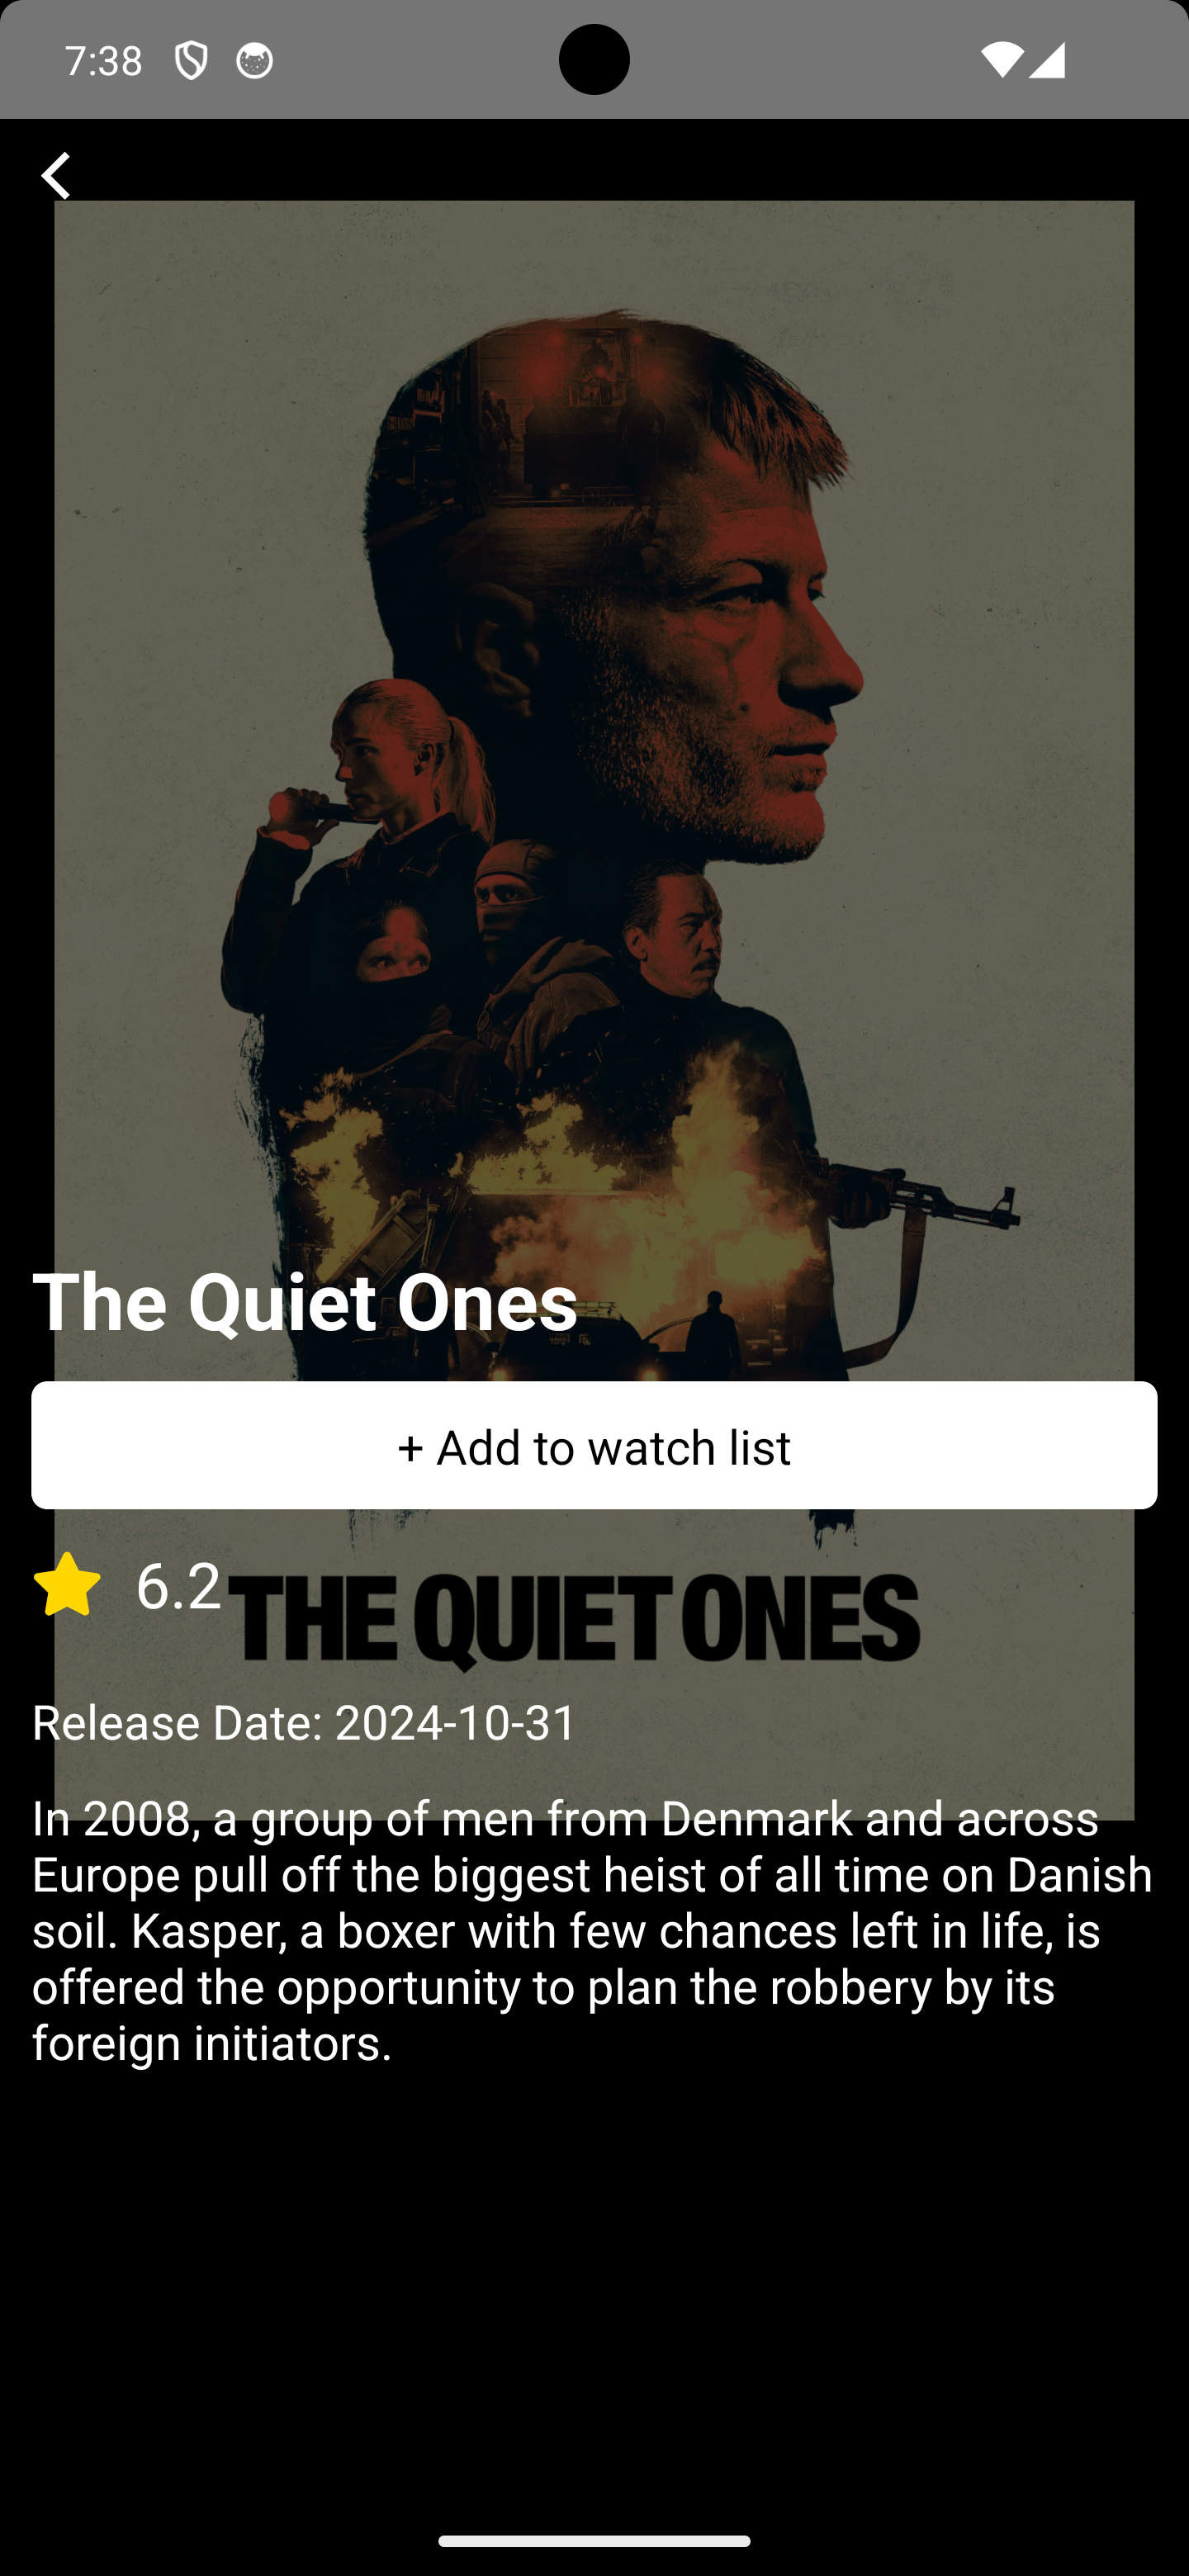 7:38
The Quiet Ones
+ Add to watch list
6.2
THE QUIET ONES
Release Date: 2024-10-31
In 2008, a group of men from Denmark and across
Europe pull off the biggest heist of all time on Danish
soil. Kasper, a boxer with few chances left in life, is
offered the opportunity to plan the robbery by its
foreign initiators.